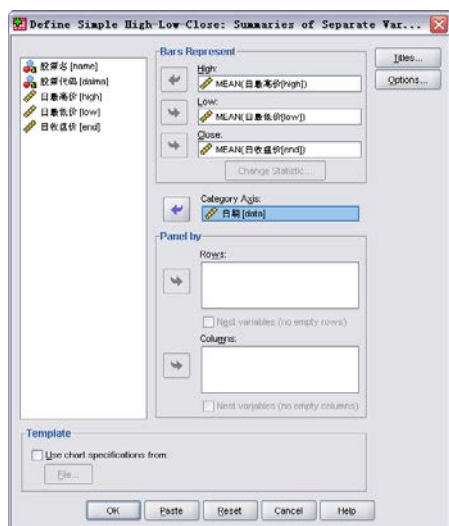 Define Simple High-Low-Close: Summaries of Separate Var...
股票名 [name]
股票代码 [daima]
日最高价 [high]
日最低价 [low]
日收盘价 [end]
Bars Represent
High:
MEAN(日最高价[high])
Low:
MEAN(日最低价[low])
Close:
MEAN(日收盘价[end])
Change Statistic...
Category Axis:
日期 [data]
Panel by
Rows:
Nest variables (no empty rows)
Columns:
Nest variables (no empty columns)
Titles...
Options...
Template
Use chart specifications from:
File...
OK
Paste
Reset
Cancel
Help